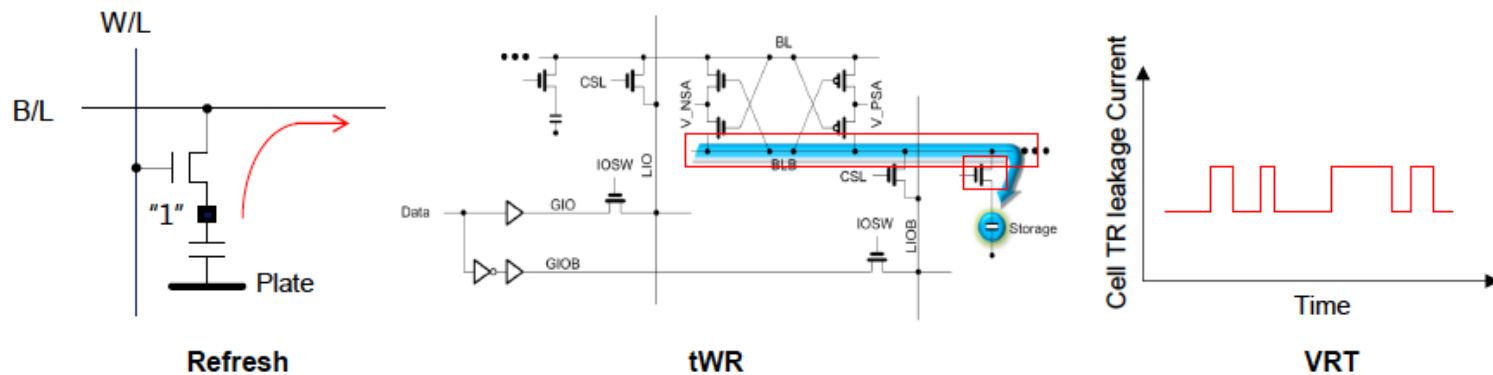 W/L
B/L
"1"
Plate
Refresh
BL
CSL
V_NSA
V_PSA
LIO
IOSW
BLB
CSL
Data
GIO
IOSW
LIOB
Storage
GIOB
tWR
Cell TR leakage Current
Time
VRT